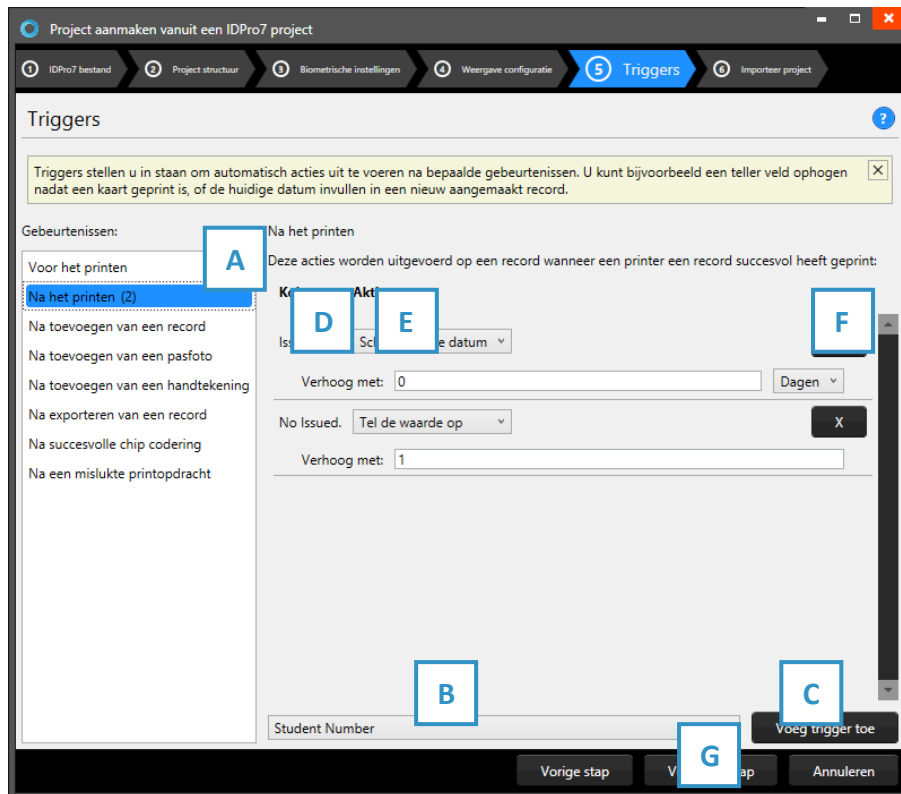 Project aanmaken vanuit een IDPro7 project
1 IDPro7 bestand 2 Project structuur 3 Biometrische instellingen 4 Weergave configuratie 5 Triggers 6 Importeer project
Triggers
?
Triggers stellen u in staan om automatisch acties uit te voeren na bepaalde gebeurtenissen. U kunt bijvoorbeeld een teller veld ophogen
nadat een kaart geprint is, of de huidige datum invullen in een nieuw aangemaakt record.
Gebeurtenissen:
A
Voor het printen
Na het printen (2)
Na toevoegen van een record
Na toevoegen van een pasfoto
Na toevoegen van een handtekening
Na exporteren van een record
Na succesvolle chip codering
Na een mislukte printopdracht
Na het printen
Deze acties worden uitgevoerd op een record wanneer een printer een record succesvol heeft geprint:
D E F
datum
Verhoog met: 0 Dagen
No Issued. Tel de waarde op X
Verhoog met: 1
B C
Student Number Voeg trigger toe
G
Vorige stap Annuleren